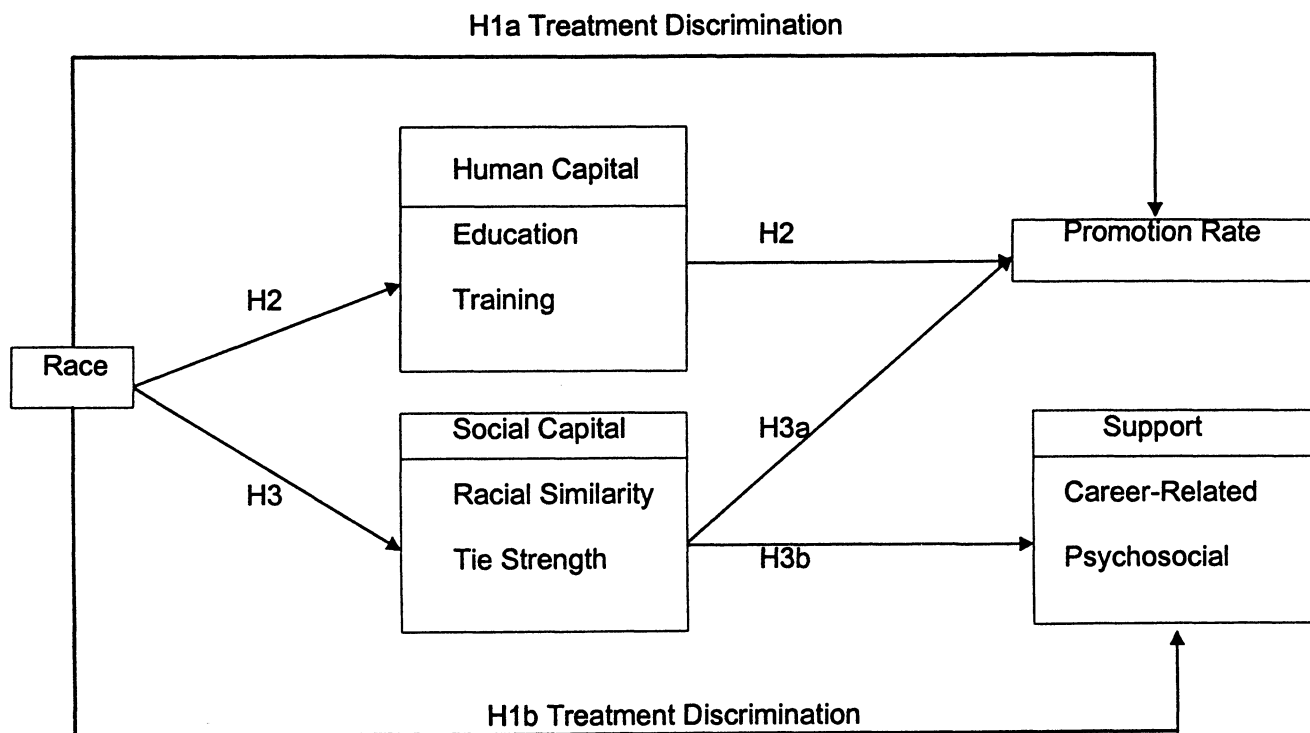 H1a Treatment Discrimination
Human Capital
Education
Training
H2
Promotion Rate
H2
Race
H3
Social Capital
Racial Similarity
Tie Strength
H3a
H3b
Support
Career-Related
Psychosocial
H1b Treatment Discrimination